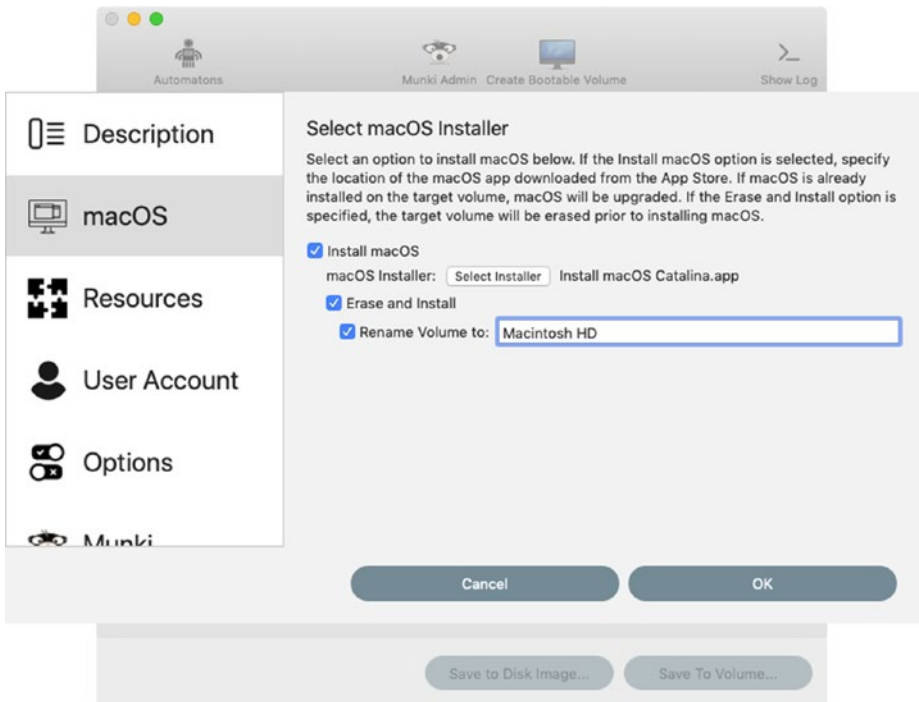 Automatons
Munki Admin
Create Bootable Volume
Show Log
Description
macOS
Resources
User Account
Options
Munki
Select macOS Installer
Select an option to install macOS below. If the Install macOS option is selected, specify
the location of the macOS app downloaded from the App Store. If macOS is already
installed on the target volume, macOS will be upgraded. If the Erase and Install option is
specified, the target volume will be erased prior to installing macOS.
Install macOS
macOS Installer: Select Installer Install macOS Catalina.app
Erase and Install
Rename Volume to: Macintosh HD
Cancel
OK
Save to Disk Image...
Save To Volume...